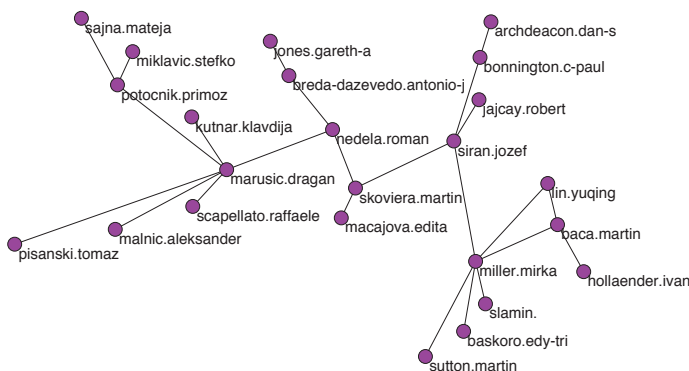 sajna.mateja
archdeacon.dan-s
jones.gareth-a
miklavic.stefko
bonnington.c-paul
breda-dazevedo.antonio-j
potocnik.primoz
jajcay.robert
kutnar.klavdija
nedela.roman
siran.jozef
marusic.dragan
skoviera.martin
lin.yuqing
scapellato.raffaele
macajova.edita
baca.martin
malnic.aleksander
pisanski.tomaz
miller.mirka
hollaender.ivan
slamin.
baskoro.edy-tri
sutton.martin